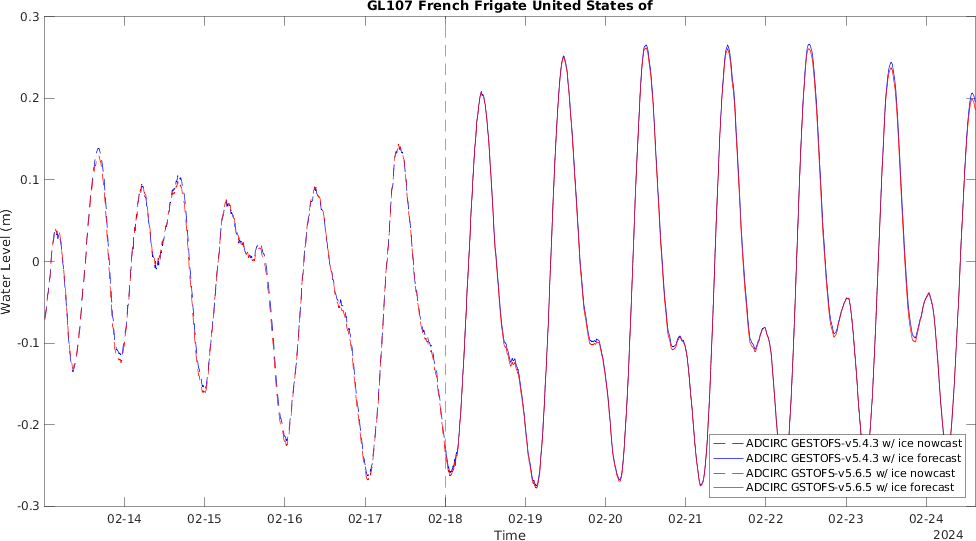 GL107 French Frigate United States of
0.3
0.2
0.1
0
-0.1
-0.2
-0.3
Water Level (m)
02-14 02-15 02-16 02-17 02-18 02-19 02-20 02-21 02-22 02-23 02-24
Time
2024
ADCIRC GESTOFS-v5.4.3 w/ ice nowcast
ADCIRC GESTOFS-v5.4.3 w/ ice forecast
ADCIRC GSTOFS-v5.6.5 w/ ice nowcast
ADCIRC GSTOFS-v5.6.5 w/ ice forecast